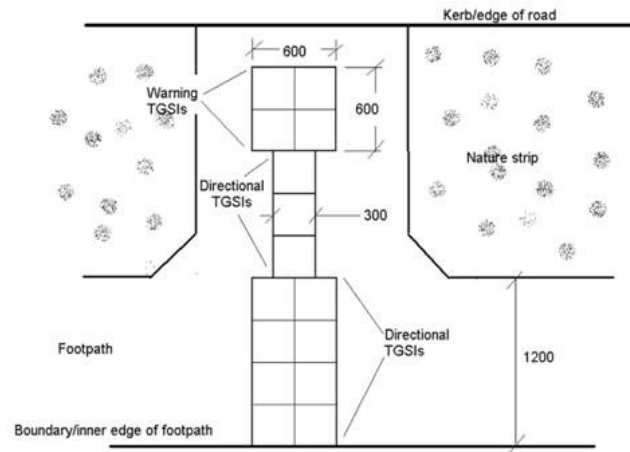 Kerb/edge of road
600
Warning
TGSIs
600
Nature strip
Directional
TGSIs
300
Directional
TGSIs
Footpath
1200
Boundary/inner edge of footpath